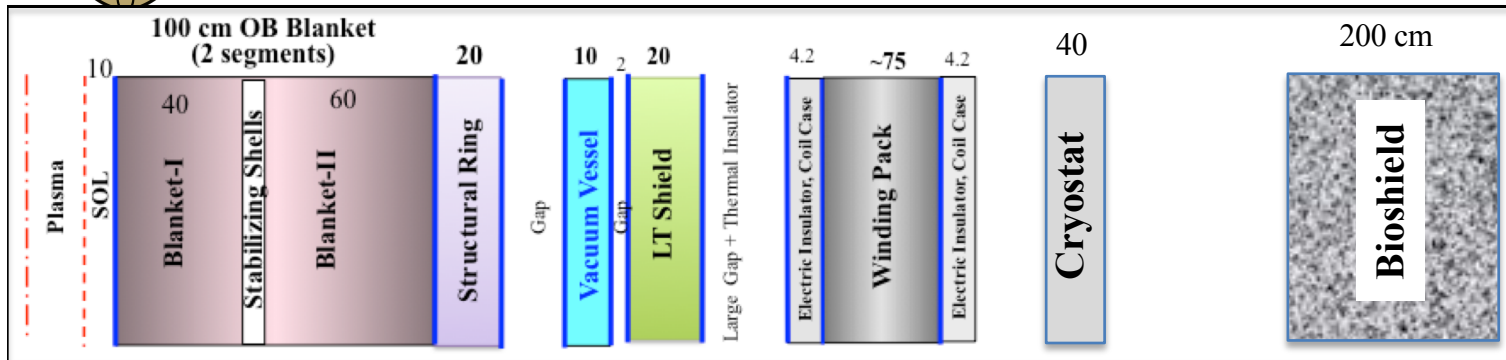 100 cm OB Blanket
(2 segments)
20
10
2
20
4.2
~75
4.2
40
200 cm
10
40
60
Plasma
SOL
Blanket-I
Stabilizing Shells
Blanket-II
Structural Ring
Gap
Vacuum Vessel
Gap
LT Shield
Large Gap + Thermal Insulator
Electric Insulator, Coil Case
Winding Pack
Electric Insulator, Coil Case
Cryostat
Bioshield